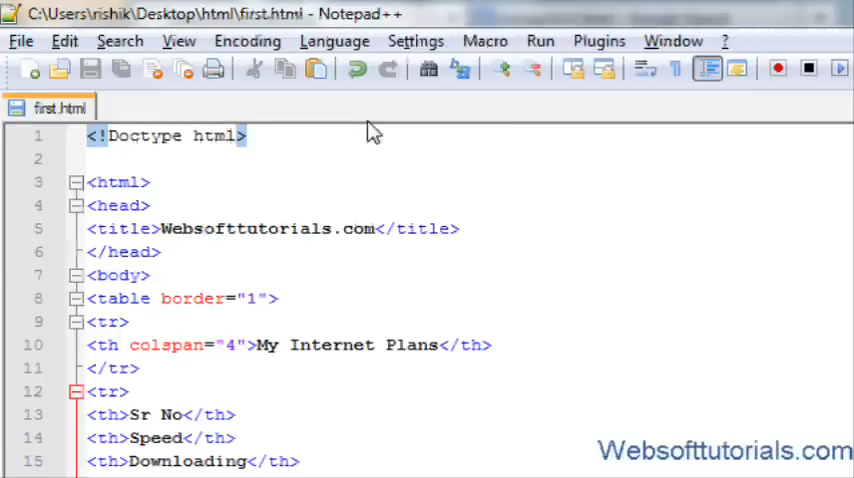 C:\Users\rishik\Desktop\html\first.html - Notepad++
File Edit Search View Encoding Language Settings Macro Run Plugins Window ?
first.html
1 <!Doctype html>
2
3 <html>
4 <head>
5 <title>Websofttutorials.com</title>
6 </head>
7 <body>
8 <table border="1">
9 <tr>
10 <th colspan="4">My Internet Plans</th>
11 </tr>
12 <tr>
13 <th>Sr No</th>
14 <th>Speed</th>
15 <th>Downloading</th>
Websofttutorials.com